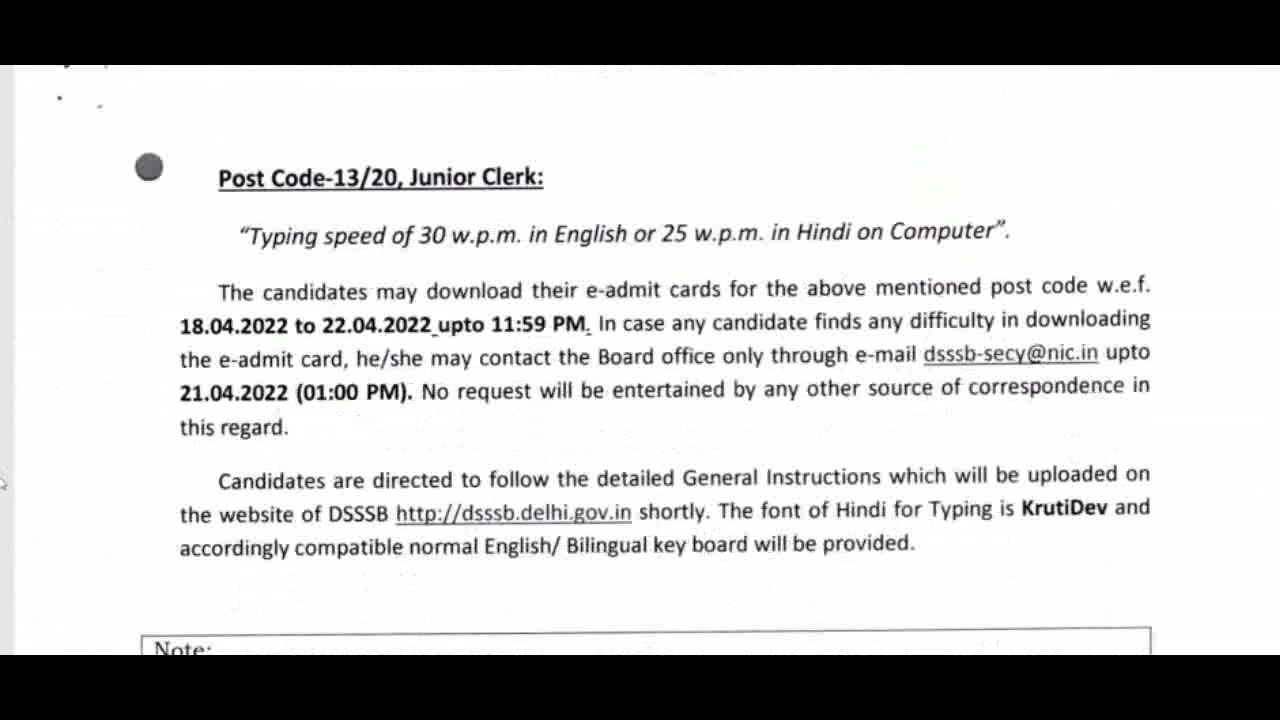 Post Code-13/20, Junior Clerk:
“Typing speed of 30 w.p.m. in English or 25 w.p.m. in Hindi on Computer”.
The candidates may download their e-admit cards for the above mentioned post code w.e.f.
18.04.2022 to 22.04.2022 upto 11:59 PM. In case any candidate finds any difficulty in downloading
the e-admit card, he/she may contact the Board office only through e-mail dsssb-secy@nic.in upto
21.04.2022 (01:00 PM). No request will be entertained by any other source of correspondence in
this regard.
Candidates are directed to follow the detailed General Instructions which will be uploaded on
the website of DSSSB http://dsssb.delhi.gov.in shortly. The font of Hindi for Typing is KrutiDev and
accordingly compatible normal English/ Bilingual key board will be provided.
Note: